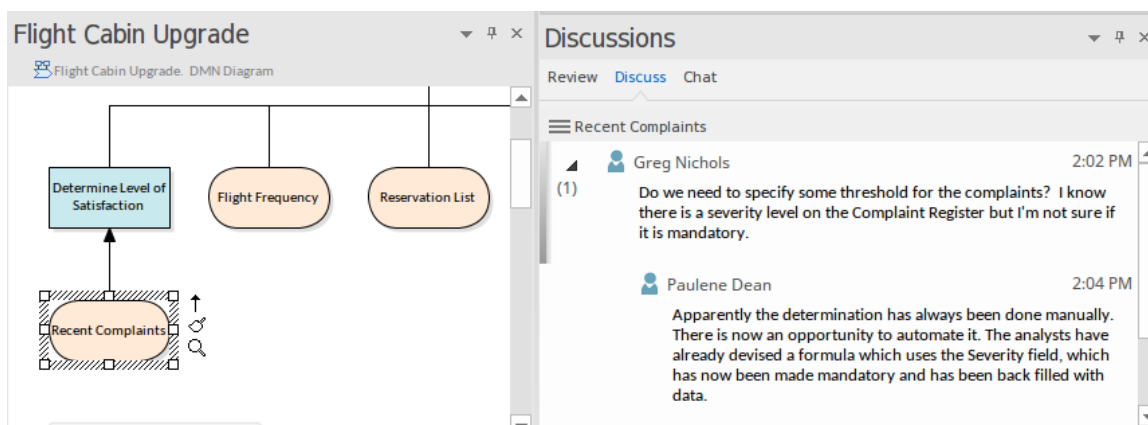 Flight Cabin Upgrade
Flight Cabin Upgrade. DMN Diagram
Determine Level of
Satisfaction
Flight Frequency
Reservation List
Recent Complaints
Discussions
Review Discuss Chat
Recent Complaints
Greg Nichols 2:02 PM
(1)
Do we need to specify some threshold for the complaints? I know
there is a severity level on the Complaint Register but I'm not sure if
it is mandatory.
Paulene Dean 2:04 PM
Apparently the determination has always been done manually.
There is now an opportunity to automate it. The analysts have
already devised a formula which uses the Severity field, which
has now been made mandatory and has been back filled with
data.